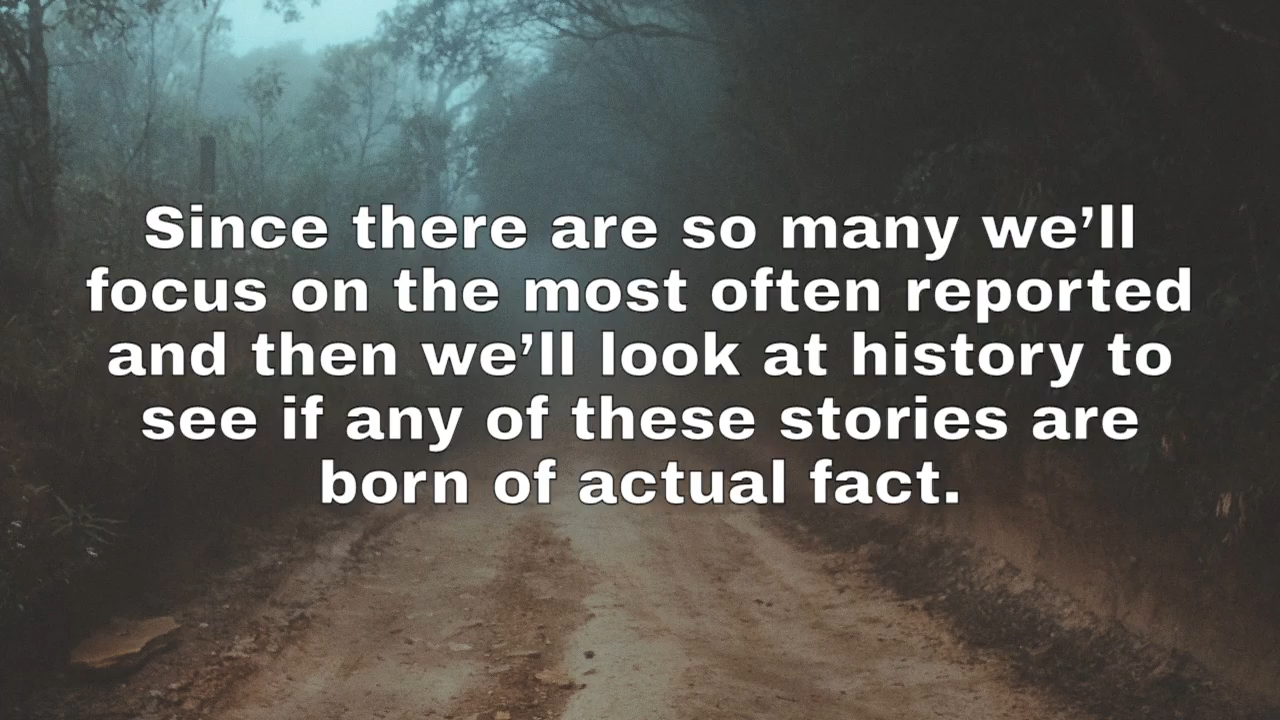 Since there are so many we’ll
focus on the most often reported
and then we’ll look at history to
see if any of these stories are
born of actual fact.